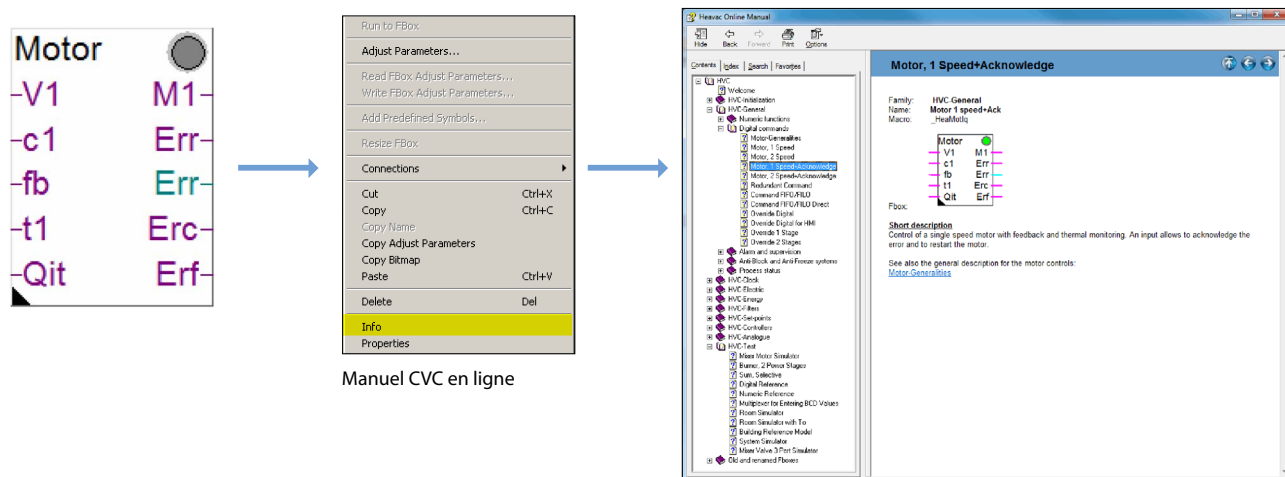 Motor
V1 M1
c1 Err
fb Err
t1 Erc
Qit Erf
Run to FBox
Adjust Parameters...
Read FBox Adjust Parameters...
Write FBox Adjust Parameters...
Add Predefined Symbols...
Resize FBox
Connections
Cut Ctrl+X
Copy Ctrl+C
Copy Name
Copy Adjust Parameters
Copy Bitmap
Paste Ctrl+V
Delete Del
Info
Properties
Manuel CVC en ligne
Heavac Online Manual
Hide Back Forward Print Options
Contents Index Search Favorites
HVC
Welcome
HVC-Initialization
HVC-General
Numeric functions
Digital commands
Motor-Generalities
Motor, 1 Speed
Motor, 2 Speed
Motor, 1 Speed+Acknowledge
Motor, 2 Speed+Acknowledge
Redundant Command
Command FIFO/FILO
Command FIFO/FILO Direct
Override Digital
Override Digital for HMI
Override 1 Stage
Override 2 Stages
Alarm and supervision
Anti-Block and Anti-Freeze systems
Process status
HVC-Clock
HVC-Electric
HVC-Energy
HVC-Filters
HVC-Set-points
HVC-Controllers
HVC-Analogue
HVC-Test
Mixer Motor Simulator
Burner, 2 Power Stages
Sum, Selective
Digital Reference
Numeric Reference
Multiplexer for Entering BCD Values
Room Simulator
Room Simulator with To
Building Reference Model
System Simulator
Mixer Valve 3 Port Simulator
Old and renamed Fboxes
Motor, 1 Speed+Acknowledge
Family: HVC-General
Name: Motor 1 speed+Ack
Macro: _HeaMotIq
Motor
V1 M1
c1 Err
fb Err
t1 Erc
Qit Erf
Fbox:
Short description
Control of a single speed motor with feedback and thermal monitoring. An input allows to acknowledge the
error and to restart the motor.
See also the general description for the motor controls:
Motor-Generalities